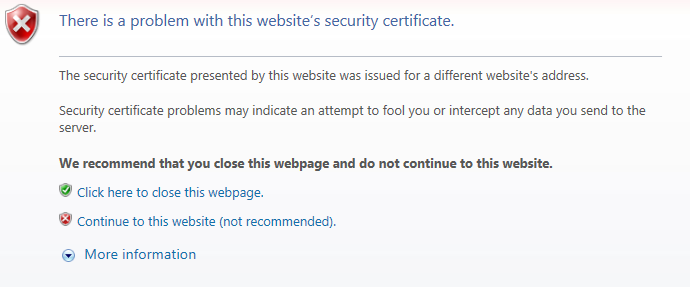 There is a problem with this website's security certificate.
The security certificate presented by this website was issued for a different website's address.
Security certificate problems may indicate an attempt to fool you or intercept any data you send to the
server.
We recommend that you close this webpage and do not continue to this website.
Click here to close this webpage.
Continue to this website (not recommended).
More information